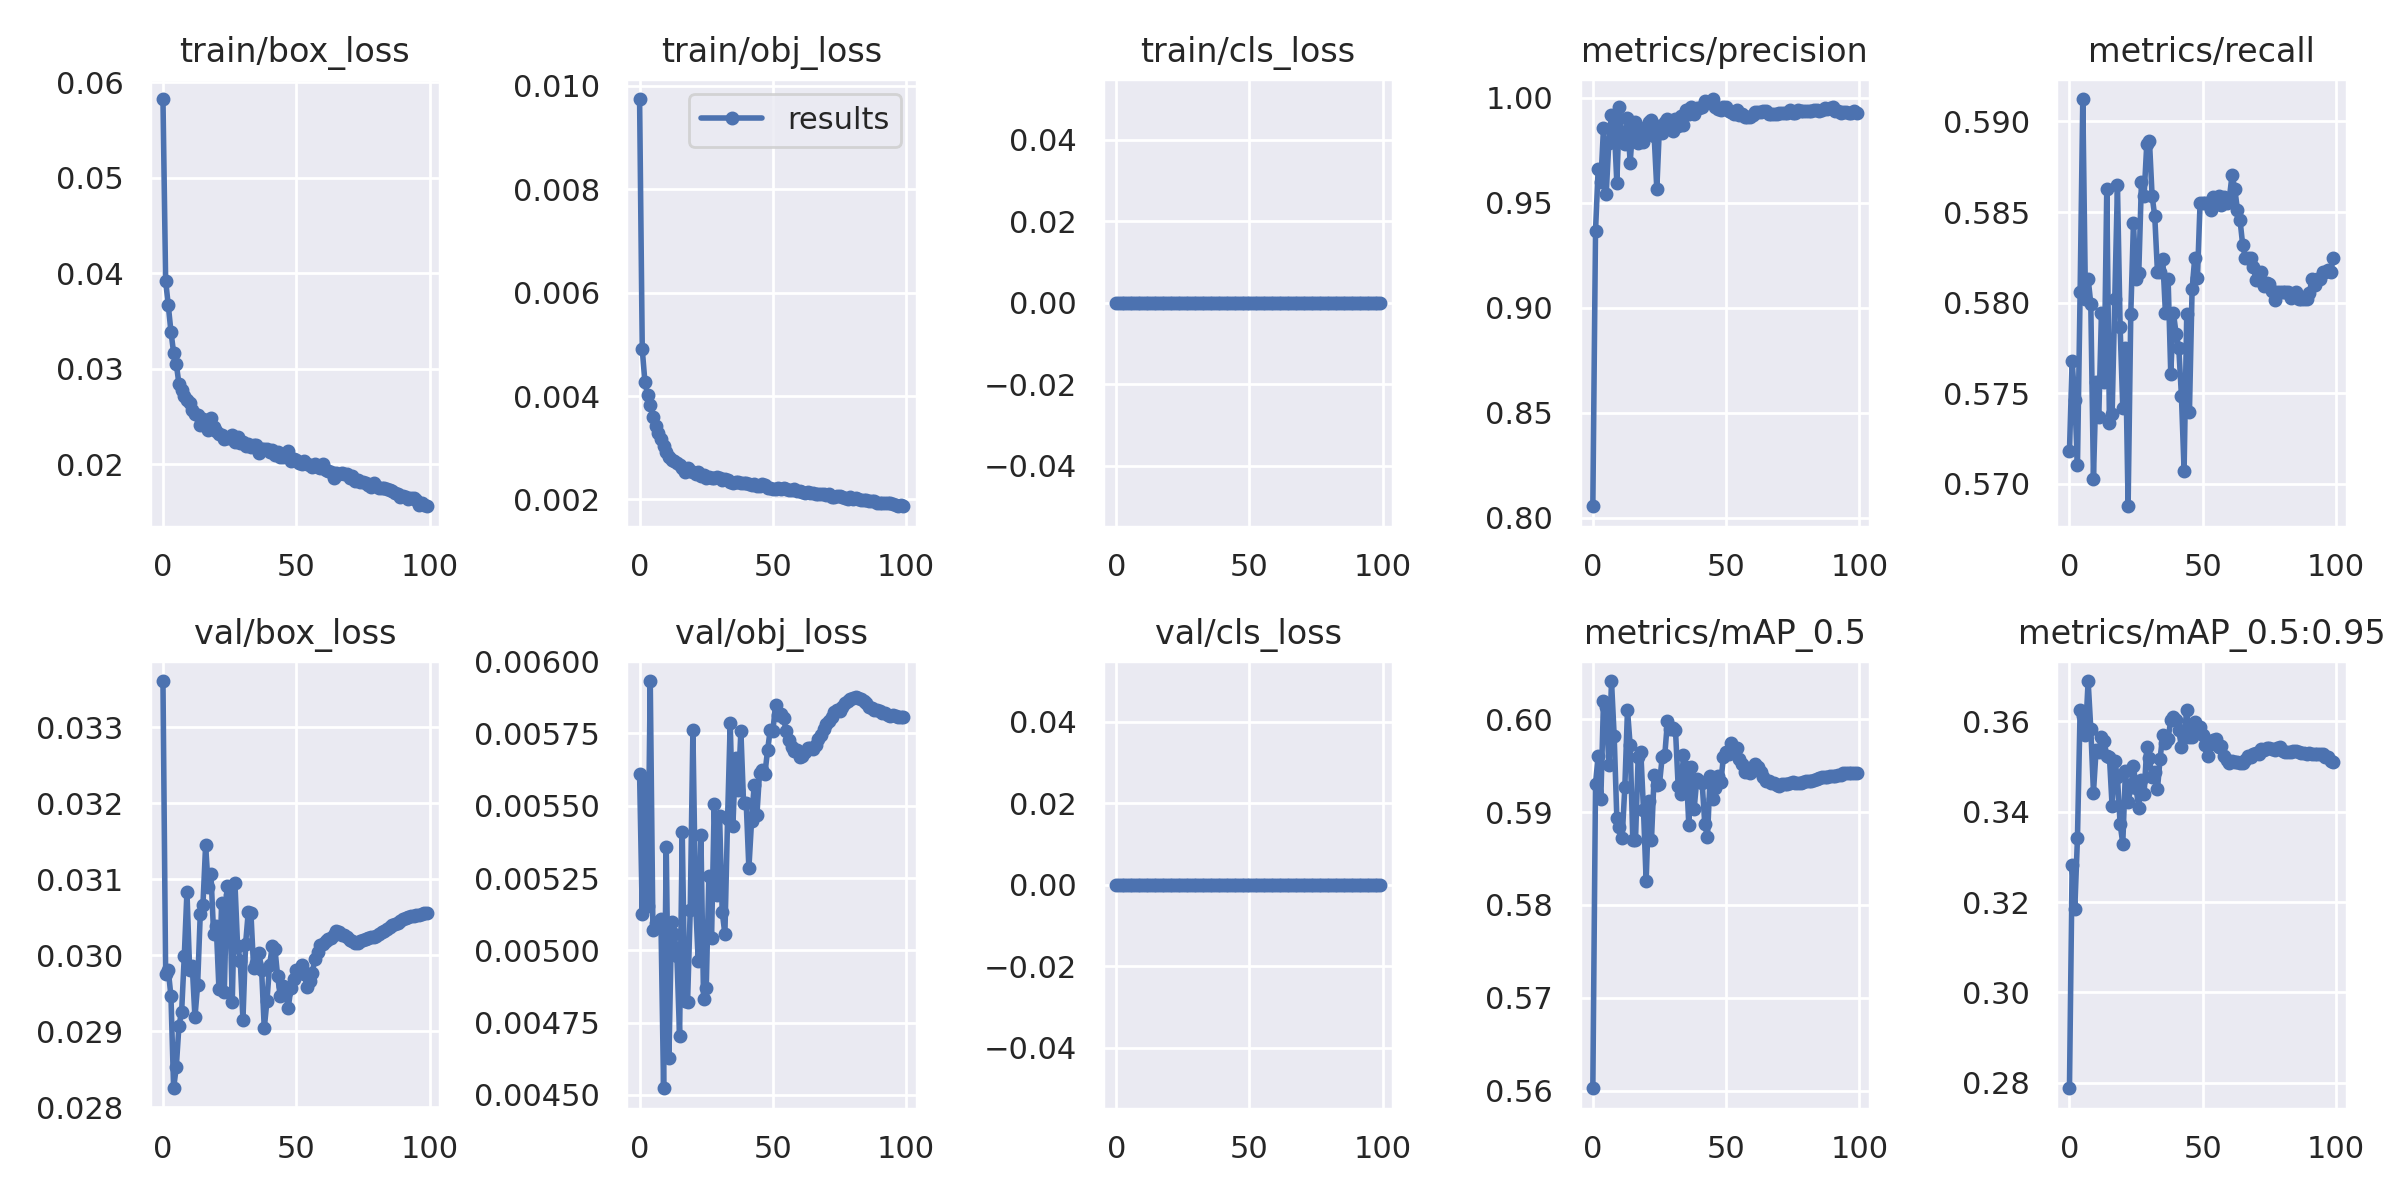 train/box_loss
train/obj_loss
train/cls_loss
metrics/precision
metrics/recall
0.06
0.05
0.04
0.03
0.02
0 50 100
0.010
0.008
0.006
0.004
0.002
results
0 50 100
0.04
0.02
0.00
−0.02
−0.04
0 50 100
1.00
0.95
0.90
0.85
0.80
0 50 100
0.590
0.585
0.580
0.575
0.570
0 50 100
val/box_loss
val/obj_loss
val/cls_loss
metrics/mAP_0.5
metrics/mAP_0.5:0.95
0.033
0.032
0.031
0.030
0.029
0.028
0 50 100
0.00600
0.00575
0.00550
0.00525
0.00500
0.00475
0.00450
0 50 100
0.04
0.02
0.00
−0.02
−0.04
0 50 100
0.60
0.59
0.58
0.57
0.56
0 50 100
0.36
0.34
0.32
0.30
0.28
0 50 100